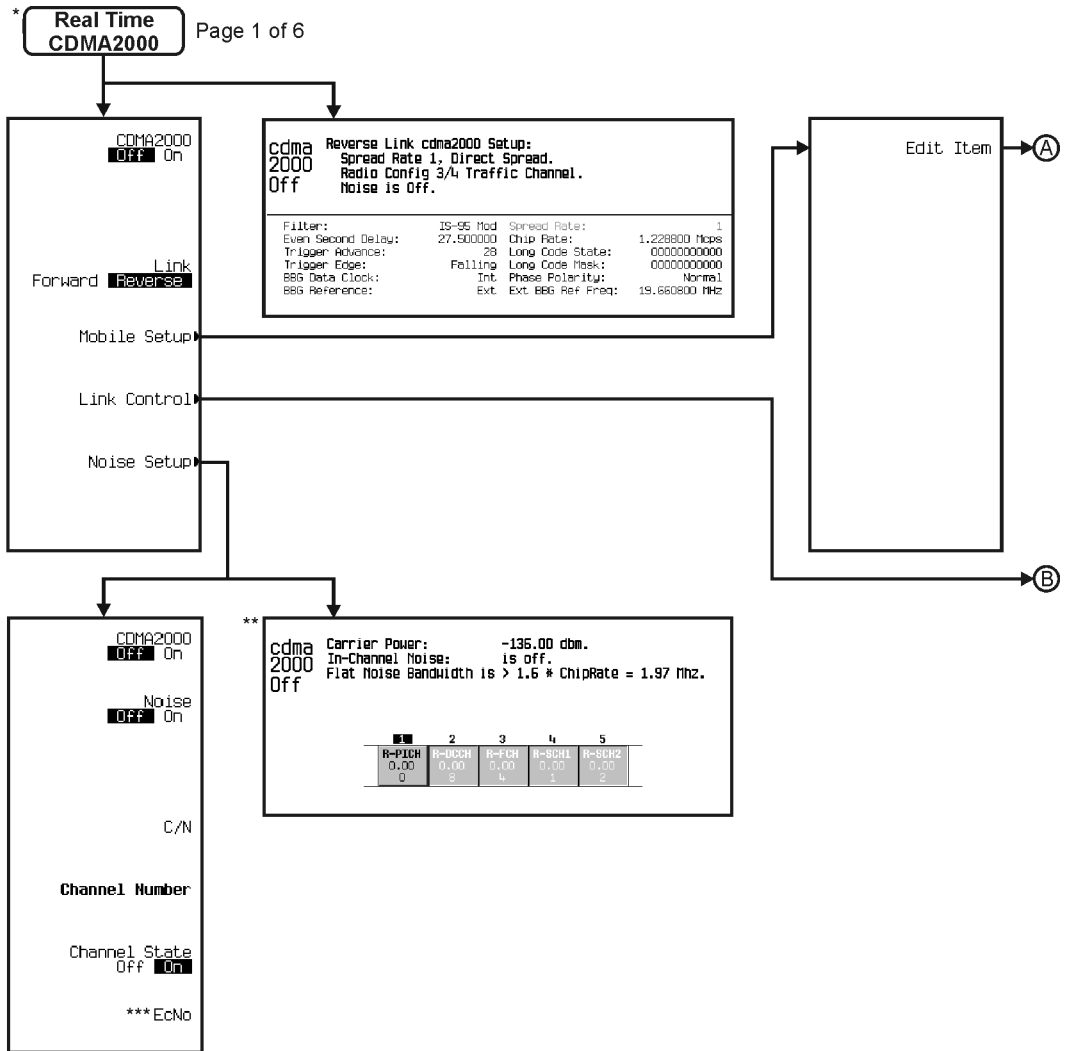 *
Real Time
CDMA2000
Page 1 of 6
CDMA2000
Off On
Link
Forward Reverse
Mobile Setup
Link Control
Noise Setup
cdma
2000
Off
Reverse Link cdma2000 Setup:
Spread Rate 1, Direct Spread.
Radio Config 3/4 Traffic Channel.
Noise is Off.
Filter: IS-95 Mod Spread Rate: 1
Even Second Delay: 27.500000 Chip Rate: 1.228800 Mcps
Trigger Advance: 28 Long Code State: 00000000000
Trigger Edge: Falling Long Code Mask: 00000000000
BBG Data Clock: Int Phase Polarity: Normal
BBG Reference: Ext Ext BBG Ref Freq: 19.660800 MHz
Edit Item
A
B
CDMA2000
Off On
Noise
Off On
C/N
Channel Number
Channel State
Off On
***EcNo
**
cdma
2000
Off
Carrier Power: -136.00 dbm.
In-Channel Noise: is off.
Flat Noise Bandwidth is > 1.6 * ChipRate = 1.97 Mhz.
1 2 3 4 5
R-PICH R-DCCH R-FCH R-SCH1 R-SCH2
0.00 0.00 0.00 0.00 0.00
0 8 4 1 2